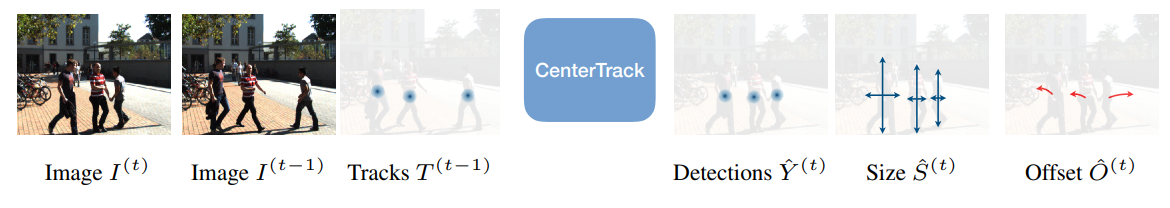 CenterTrack
Image I^(t)
Image I^(t−1)
Tracks T^(t−1)
Detections Ŷ^(t)
Size Ŝ^(t)
Offset Ô^(t)